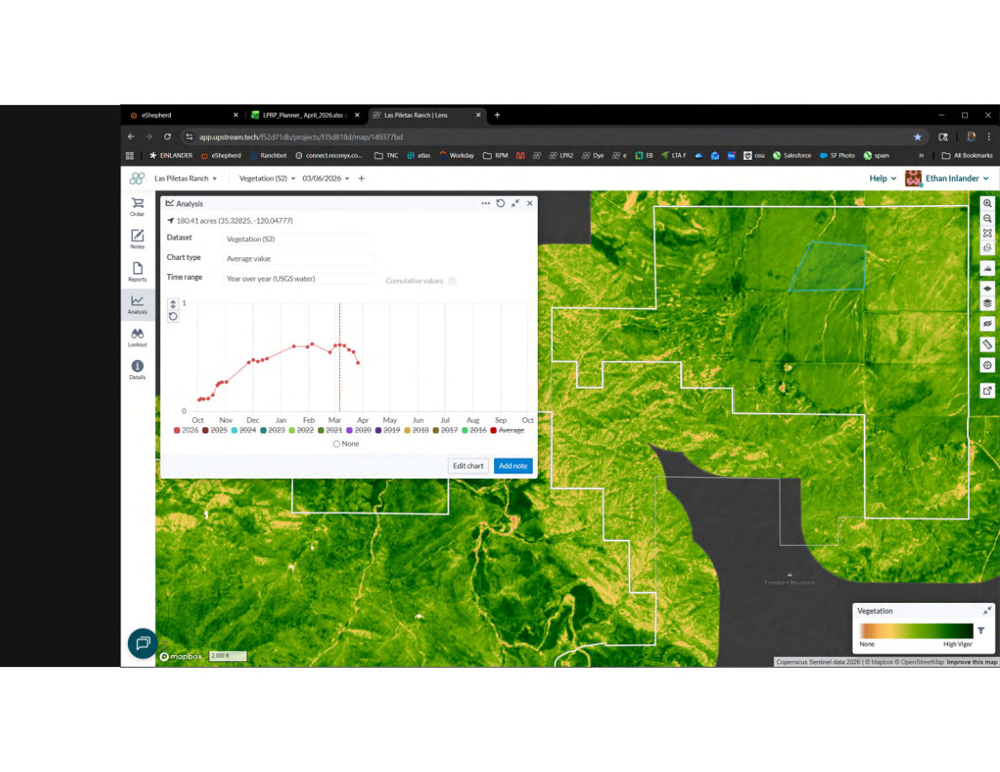 eShepherd
LPRP_Planner_ April_2026.xlsx
Las Piletas Ranch | Lens
app.upstream.tech/f52d71db/projects/f35d818d/map/149377bd
EINLANDER eShepherd Ranchbot connect.reconyx.co... TNC atlas Workday RPM LPR2 Dye e EB LTA F osu Salesforce SF Photo spam » All Bookmarks
Las Piletas Ranch Vegetation (S2) 03/06/2026 + Help Ethan Inlander
Order
Notes
Reports
Analysis
Lookout
Details
Analysis
180.41 acres (35.32825, -120.04777)
Dataset Vegetation (S2)
Chart type Average value
Time range Year over year (USGS water) Cumulative values
1
0
Oct Nov Dec Jan Feb Mar Apr May Jun Jul Aug Sep Oct
2026 2025 2024 2023 2022 2021 2020 2019 2018 2017 2016 Average
None
Edit chart Add note
Freeborn Mountain
Vegetation
None High Vigor
mapbox 2,000 ft
Copernicus Sentinel data 2026 | © Mapbox © OpenStreetMap Improve this map